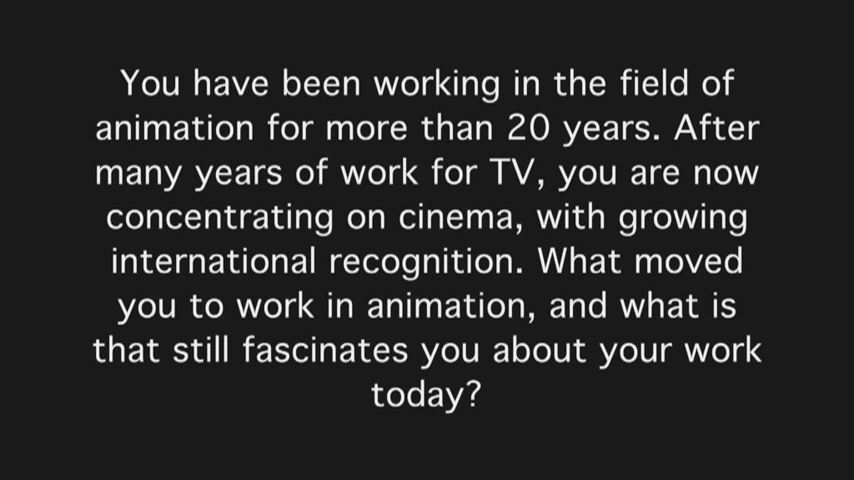 You have been working in the field of
animation for more than 20 years. After
many years of work for TV, you are now
concentrating on cinema, with growing
international recognition. What moved
you to work in animation, and what is
that still fascinates you about your work
today?